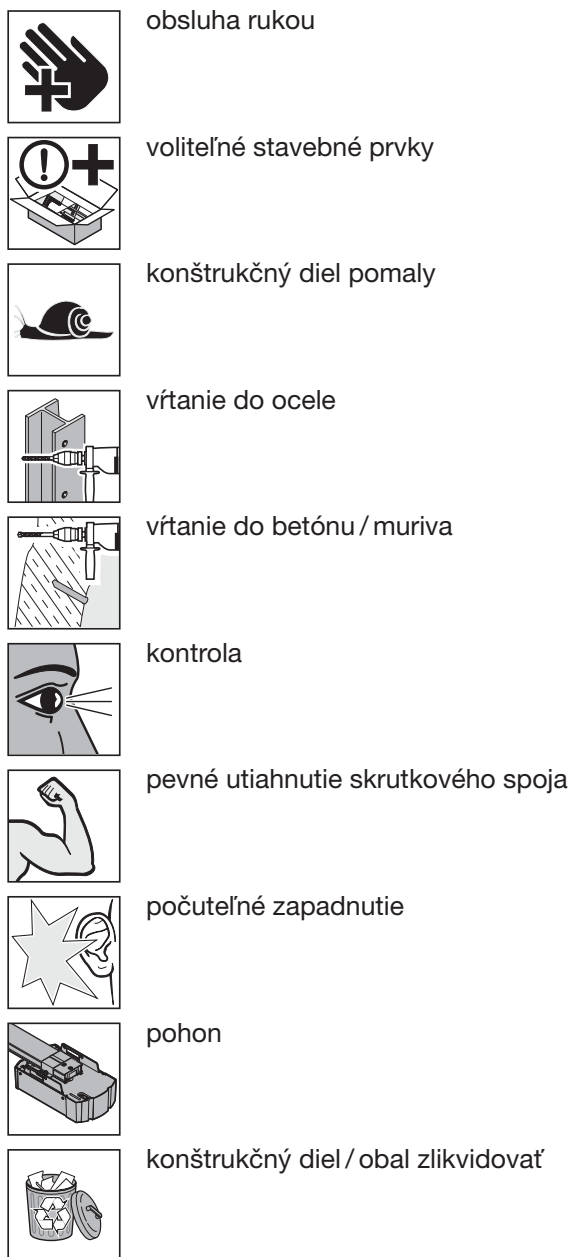 obsluha rukou
voliteľné stavebné prvky
konštrukčný diel pomaly
vŕtanie do ocele
vŕtanie do betónu / muriva
kontrola
pevné utiahnutie skrutkového spoja
počuteľné zapadnutie
pohon
konštrukčný diel / obal zlikvidovať